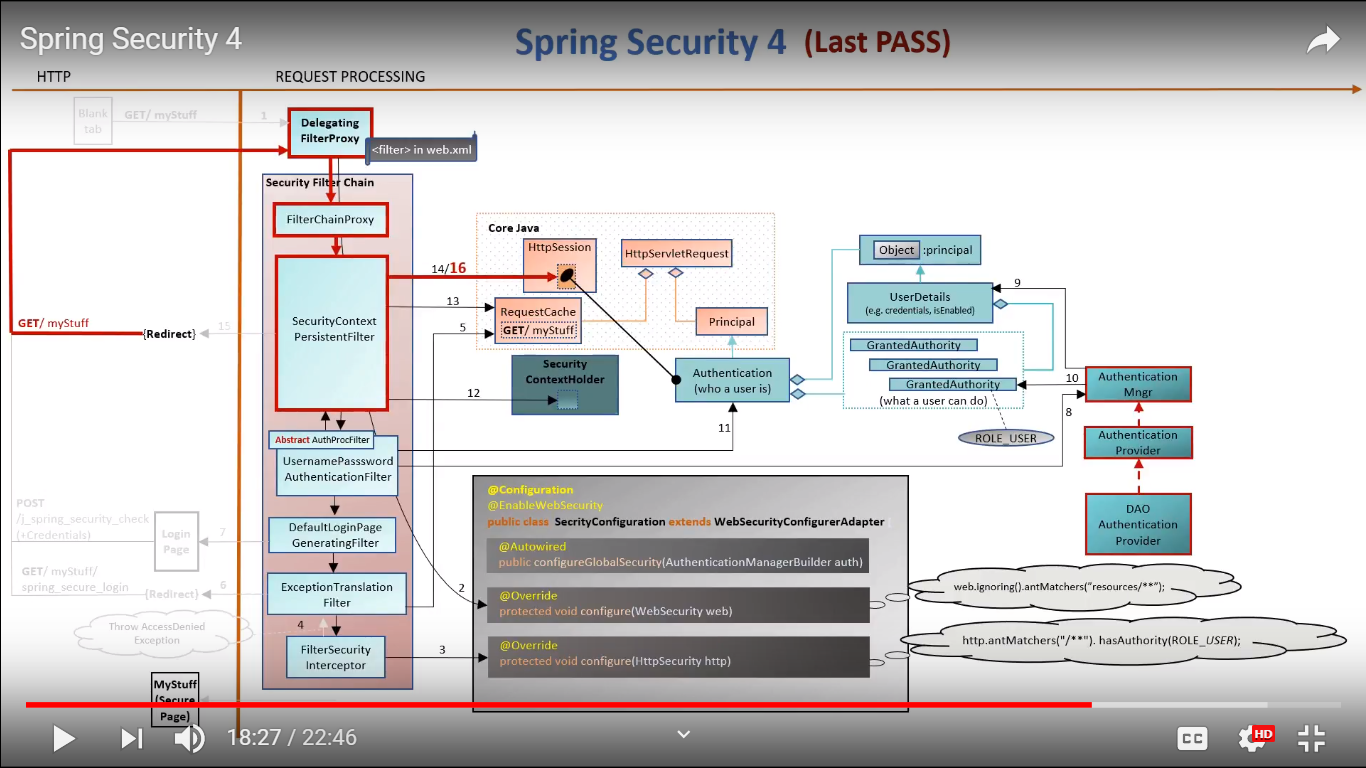 Spring Security 4
Spring Security 4 (Last PASS)
HTTP
REQUEST PROCESSING
Blank
tab
GET/ myStuff
1
Delegating
FilterProxy
<filter> in web.xml
Security Filter Chain
FilterChainProxy
Core Java
HttpSession
HttpServletRequest
Object :principal
14/16
9
UserDetails
(e.g. credentials, isEnabled)
13
RequestCache
GET/ myStuff
Principal
SecurityContext
PersistentFilter
5
GET/ myStuff
{Redirect}
15
GrantedAuthority
GrantedAuthority
GrantedAuthority
(what a user can do)
Security
ContextHolder
Authentication
(who a user is)
10
Authentication
Mngr
12
8
11
ROLE_USER
Abstract AuthProcFilter
UsernamePassword
AuthenticationFilter
Authentication
Provider
@Configuration
@EnableWebSecurity
public class SecrityConfiguration extends WebSecurityConfigurerAdapter
POST
/j_spring_security_check
(+Credentials)
Login
Page
7
DefaultLoginPage
GeneratingFilter
DAO
Authentication
Provider
@Autowired
public configureGlobalSecurity(AuthenticationManagerBuilder auth)
GET/ myStuff/
spring_secure_login
{Redirect}
6
ExceptionTranslation
Filter
2
@Override
protected void configure(WebSecurity web)
web.ignoring().antMatchers("resources/**");
Throw AccessDenied
Exception
4
FilterSecurity
Interceptor
3
@Override
protected void configure(HttpSecurity http)
http.antMatchers("/**"). hasAuthority(ROLE_USER);
MyStuff
(Secure
Page)
18:27 / 22:46
CC
HD